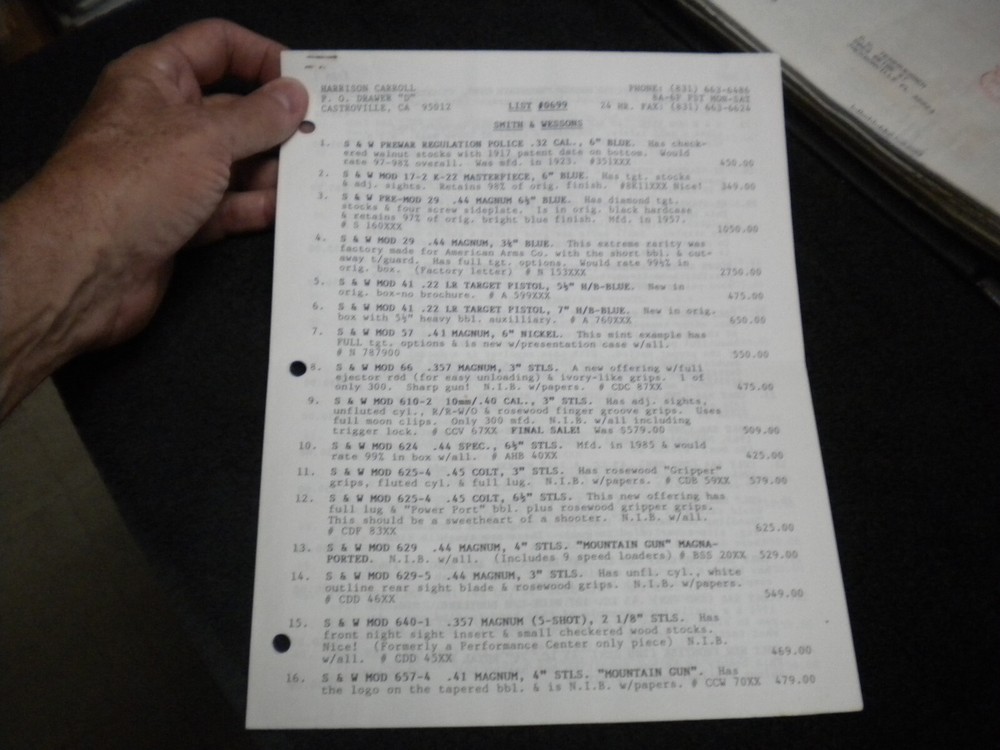 HARRISON CARROLL
P. O. DRAWER "D"
CASTROVILLE, CA 95012
PHONE: (831) 663-6486
8A-6P PST MON-SAT
LIST #0699
24 HR. FAX: (831) 663-6624
SMITH & WESSONS
1. S & W PREWAR REGULATION POLICE .32 CAL., 6" BLUE. Has check-
ered walnut stocks with 1917 patent date on bottom. Would
rate 97-98% overall. Was mfd. in 1923. #351XXX 450.00
2. S & W MOD 17-2 K-22 MASTERPIECE, 6" BLUE. Has tgt. stocks
& adj. sights. Retains 98% of orig. finish. Nice! 349.00
3. S & W PRE-MOD 29 .44 MAGNUM 6½" BLUE. Has diamond tgt.
stocks & four screw sideplate. Is in orig. black hardcase
& retains 97% of orig. bright blue finish. Mfd. in 1957.
# S 160XXX 1050.00
4. S & W MOD 29 .44 MAGNUM, 3½" BLUE. This extreme rarity was
factory made for American Arms Co. with the short bbl. & cut-
away t/guard. Has full tgt. options. Would rate 99½% in
orig. box. (Factory letter) # N 153XXX 2750.00
5. S & W MOD 41 .22 LR TARGET PISTOL, 5½" H/B-BLUE. New in
orig. box-no brochure. # A 599XXX 475.00
6. S & W MOD 41 .22 LR TARGET PISTOL, 7" H/B-BLUE. New in orig.
box with 5½" heavy bbl. auxilliary. # A 760XXX 650.00
7. S & W MOD 57 .41 MAGNUM, 6" NICKEL. This mint example has
FULL tgt. options & is new w/presentation case w/all.
# N 787900 550.00
8. S & W MOD 66 .357 MAGNUM, 3" STLS. A new offering w/full
ejector rod (for easy unloading) & ivory-like grips. 1 of
only 300. Sharp gun! N.I.B. w/papers. # CDC 87XX 475.00
9. S & W MOD 610-2 10mm/.40 CAL., 3" STLS. Has adj. sights,
unfluted cyl., R/R-W/O & rosewood finger groove grips. Uses
full moon clips. Only 300 mfd. N.I.B. w/all including
trigger lock. # CCV 67XX FINAL SALE! Was $579.00 509.00
10. S & W MOD 624 .44 SPEC., 6½" STLS. Mfd. in 1985 & would
rate 99% in box w/all. # AHB 40XX 425.00
11. S & W MOD 625-4 .45 COLT, 3" STLS. Has rosewood "Gripper"
grips, fluted cyl. & full lug. N.I.B. w/papers. # CDB 59XX 579.00
12. S & W MOD 625-4 .45 COLT, 6½" STLS. This new offering has
full lug & "Power Port" bbl. plus rosewood gripper grips.
This should be a sweetheart of a shooter. N.I.B. w/all.
# CDF 83XX 625.00
13. S & W MOD 629 .44 MAGNUM, 4" STLS. "MOUNTAIN GUN" MAGNA-
PORTED. N.I.B. w/all. (Includes 9 speed loaders) # BSS 20XX 529.00
14. S & W MOD 629-5 .44 MAGNUM, 3" STLS. Has unfl. cyl., white
outline rear sight blade & rosewood grips. N.I.B. w/papers.
# CDD 46XX 549.00
15. S & W MOD 640-1 .357 MAGNUM (5-SHOT), 2 1/8" STLS. Has
front night sight insert & small checkered wood stocks.
Nice! (Formerly a Performance Center only piece) N.I.B.
w/all. # CDD 45XX 469.00
16. S & W MOD 657-4 .41 MAGNUM, 4" STLS. "MOUNTAIN GUN". Has
the logo on the tapered bbl. & is N.I.B. w/papers. # CCW 70XX 479.00